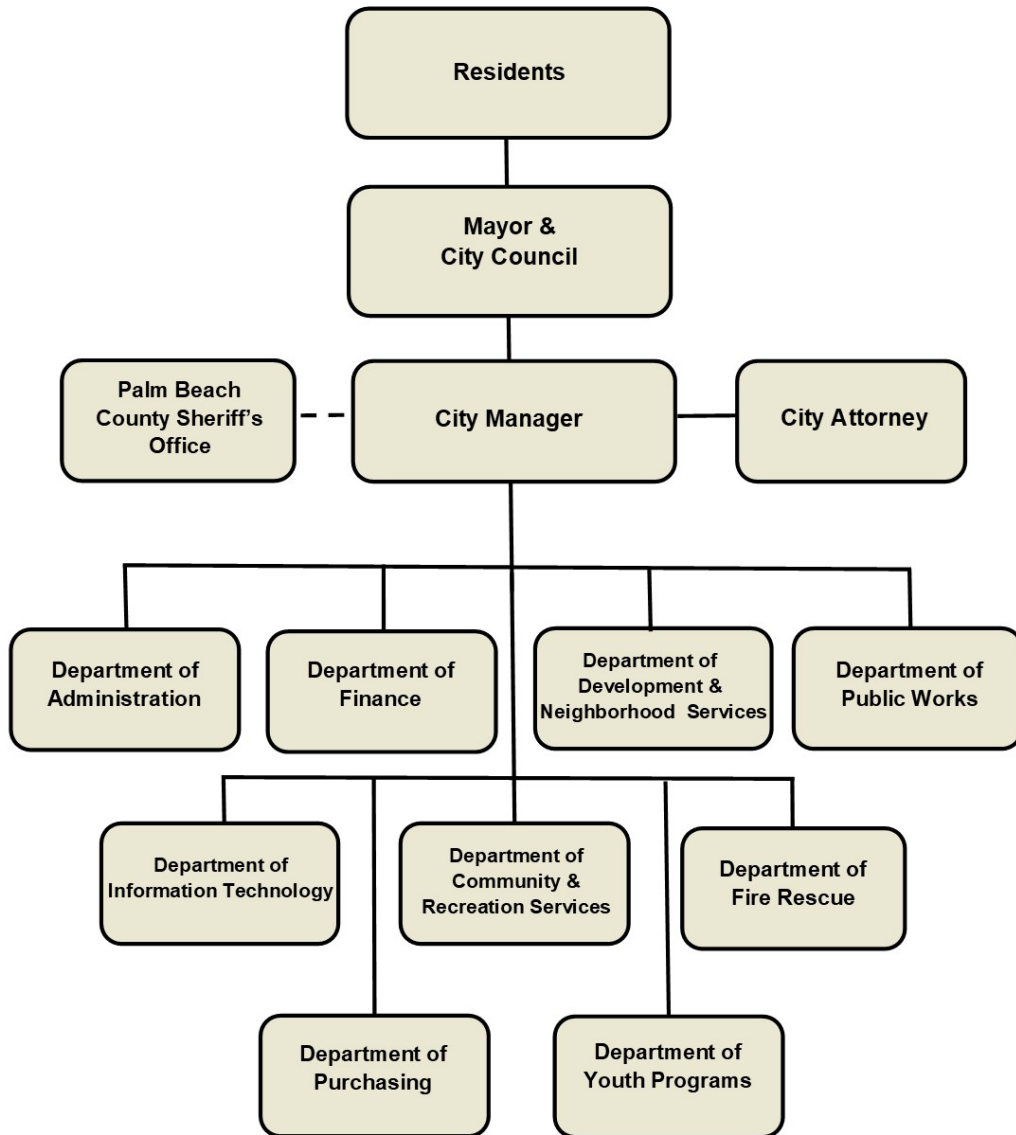 Residents
Mayor &
City Council
Palm Beach
County Sheriff's
Office
City Manager
City Attorney
Department of
Administration
Department of
Finance
Department of
Development &
Neighborhood Services
Department of
Public Works
Department of
Information Technology
Department of
Community &
Recreation Services
Department of
Fire Rescue
Department of
Purchasing
Department of
Youth Programs